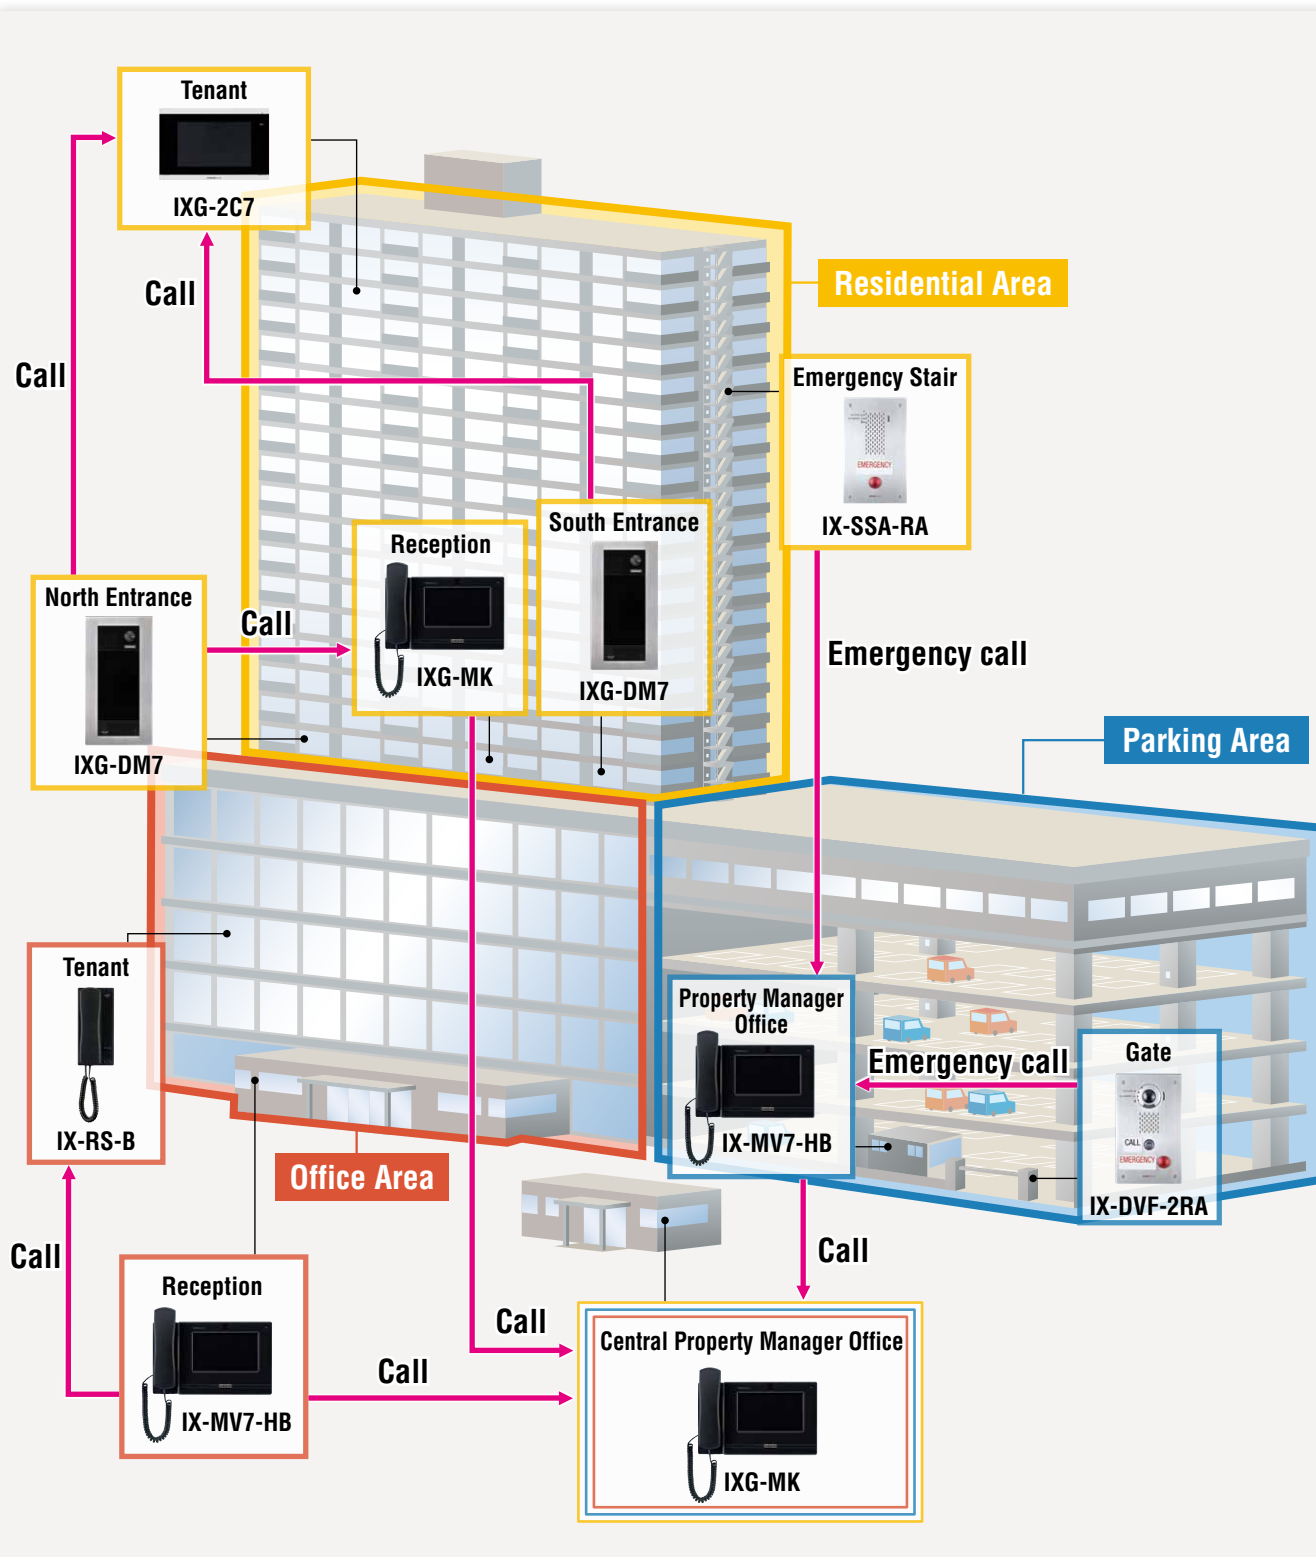 Tenant
IXG-2C7
Call
Call
Residential Area
Emergency Stair
EMERGENCY
IX-SSA-RA
South Entrance
IXG-DM7
Reception
IXG-MK
North Entrance
IXG-DM7
Call
Emergency call
Parking Area
Tenant
IX-RS-B
Property Manager
Office
IX-MV7-HB
Emergency call
Gate
CALL
EMERGENCY
IX-DVF-2RA
Office Area
Call
Call
Reception
IX-MV7-HB
Call
Call
Central Property Manager Office
IXG-MK